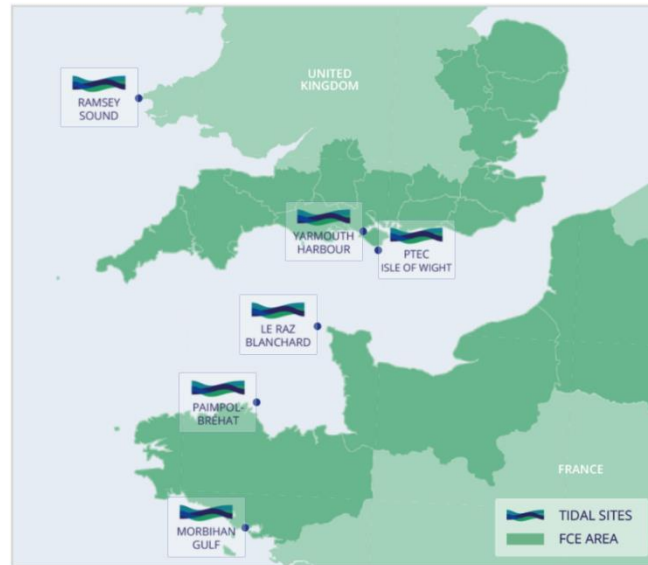 UNITED
KINGDOM
RAMSEY
SOUND
YARMOUTH
HARBOUR
PTEC
ISLE OF WIGHT
LE RAZ
BLANCHARD
PAIMPOL-
BRÉHAT
FRANCE
MORBIHAN
GULF
TIDAL SITES
FCE AREA